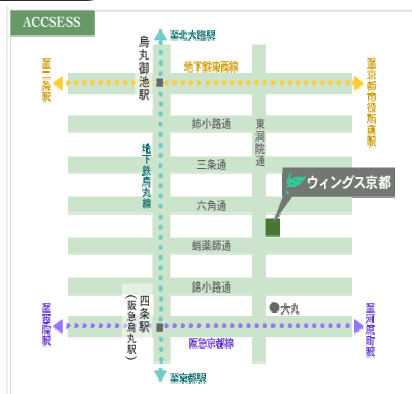 ACCSESS
至北大路駅
烏丸御池駅
地下鉄東西線
至二条駅
至京都市役所前駅
姉小路通
東洞院通
地下鉄烏丸線
三条通
ウィングス京都
六角通
蛸薬師通
錦小路通
四条駅
(阪急烏丸駅)
大丸
至河原町駅
阪急京都線
至京都駅